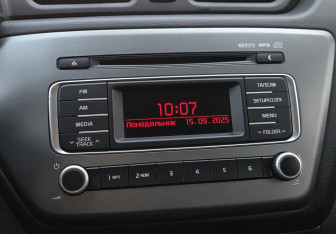 MP3
FM
AM
MEDIA
SEEK
TRACK
10:07
Понедельник 15.09.2025
TA/SCAN
SETUP/CLOCK
MENU
FOLDER
1 RPT 2 RDM 3 4 5 6